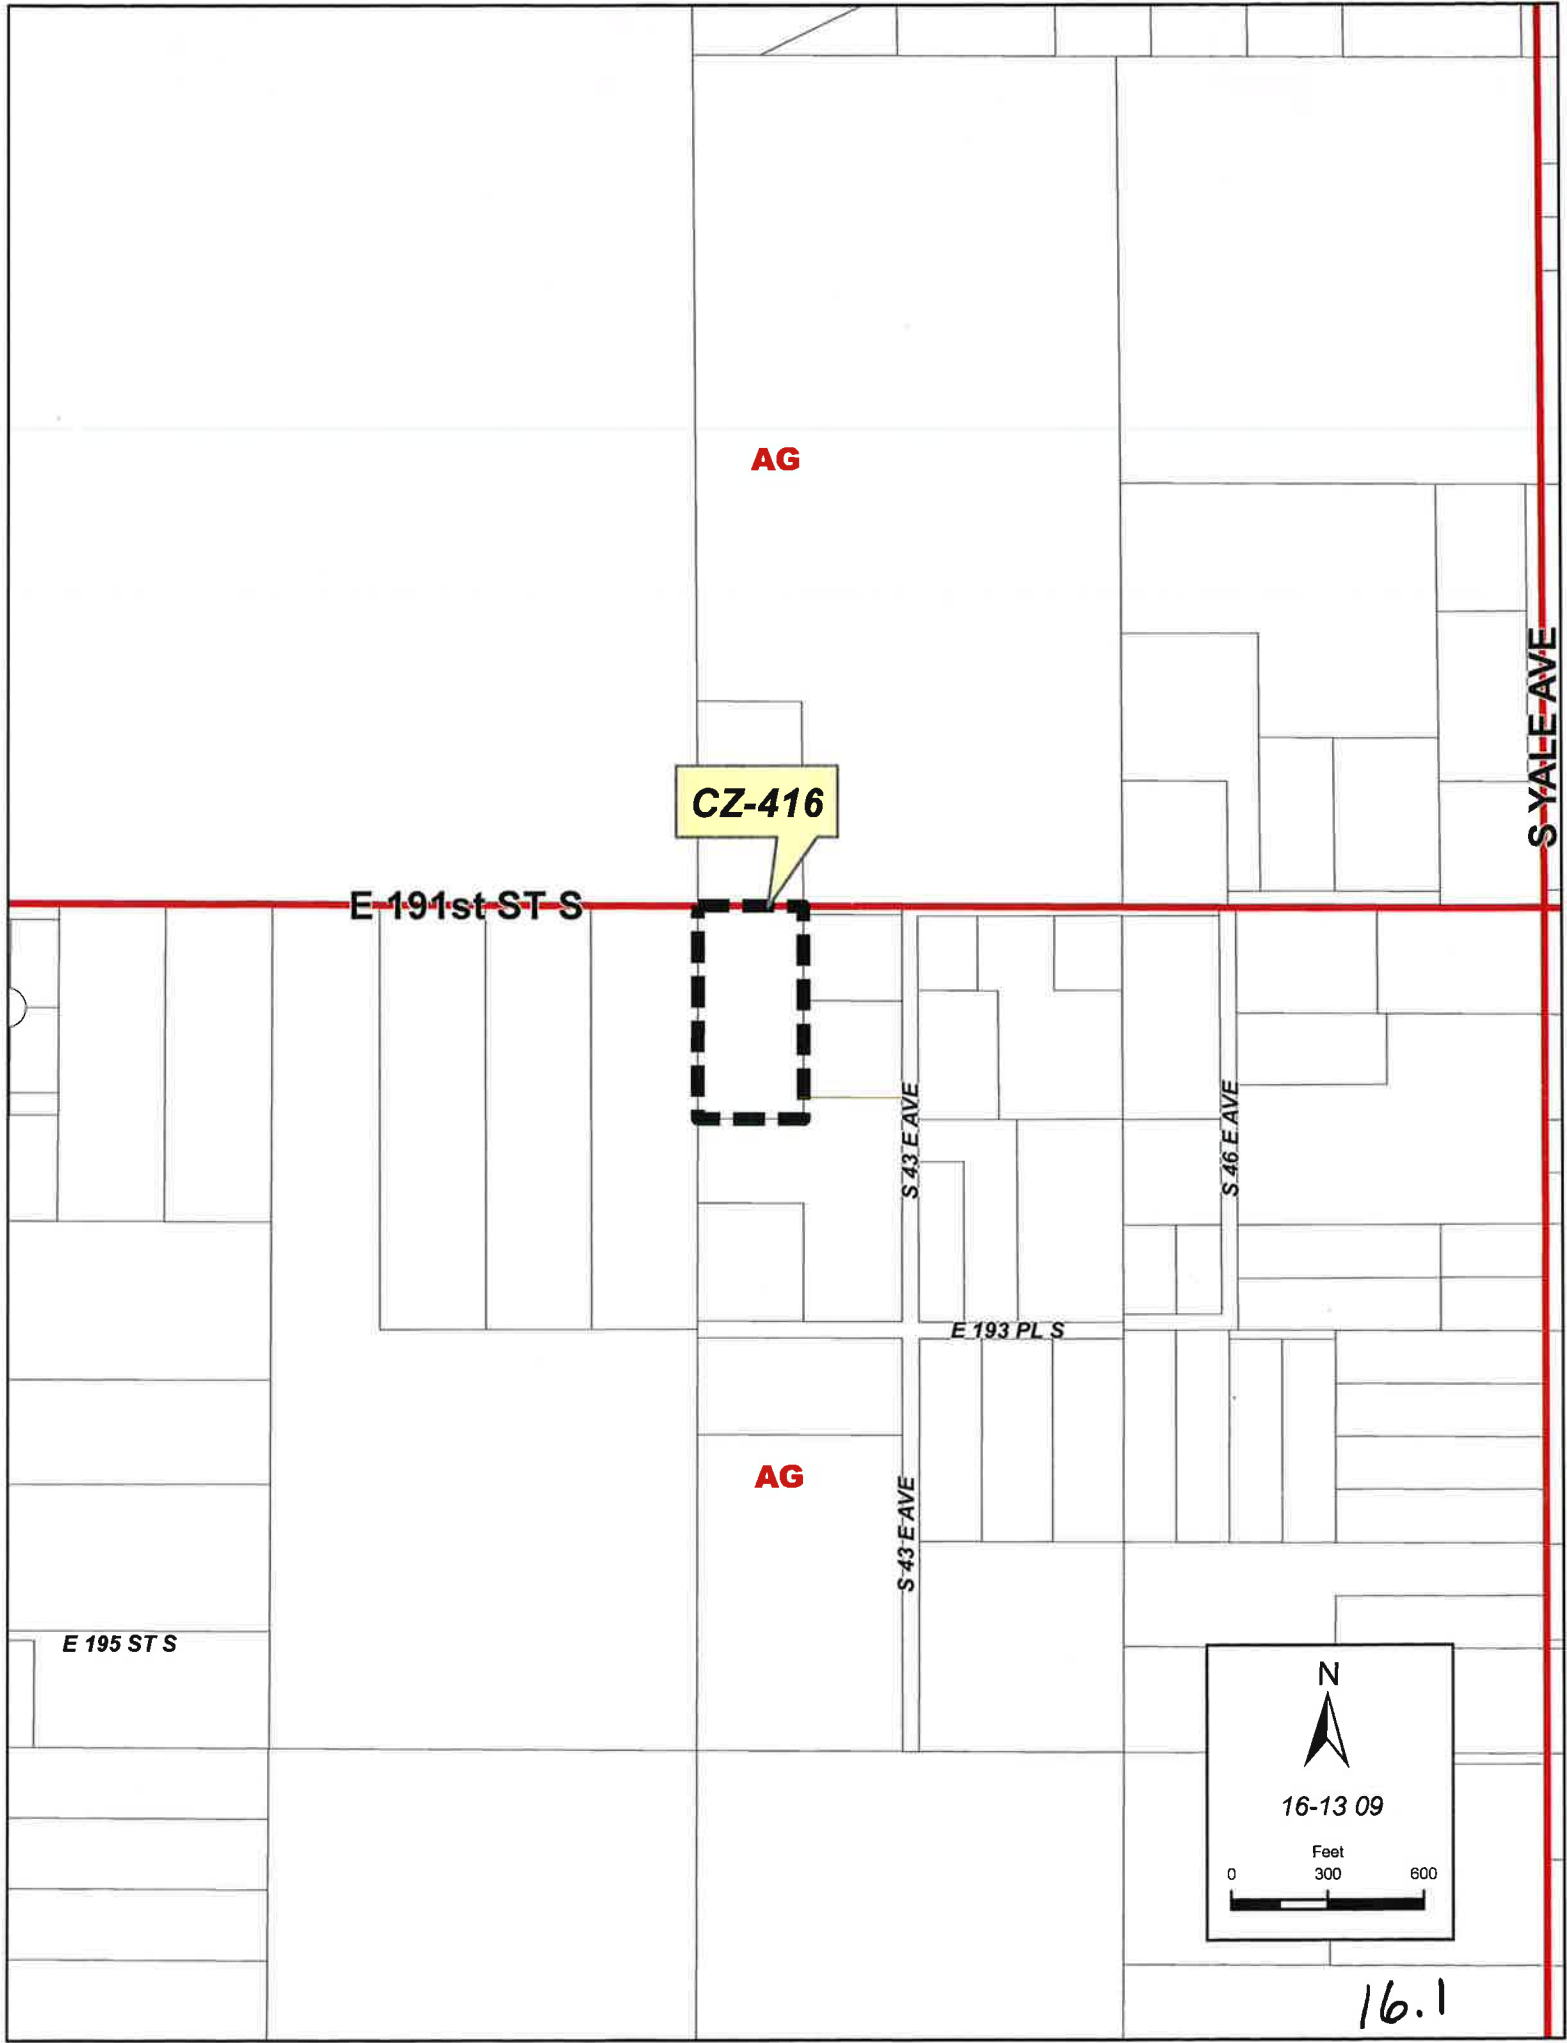 AG
S YALE AVE
CZ-416
E 191st ST S
S 43 E AVE
S 46 E AVE
E 193 PL S
AG
S 43 E AVE
E 195 ST S
N
16-13 09
Feet
0 300 600
16.1